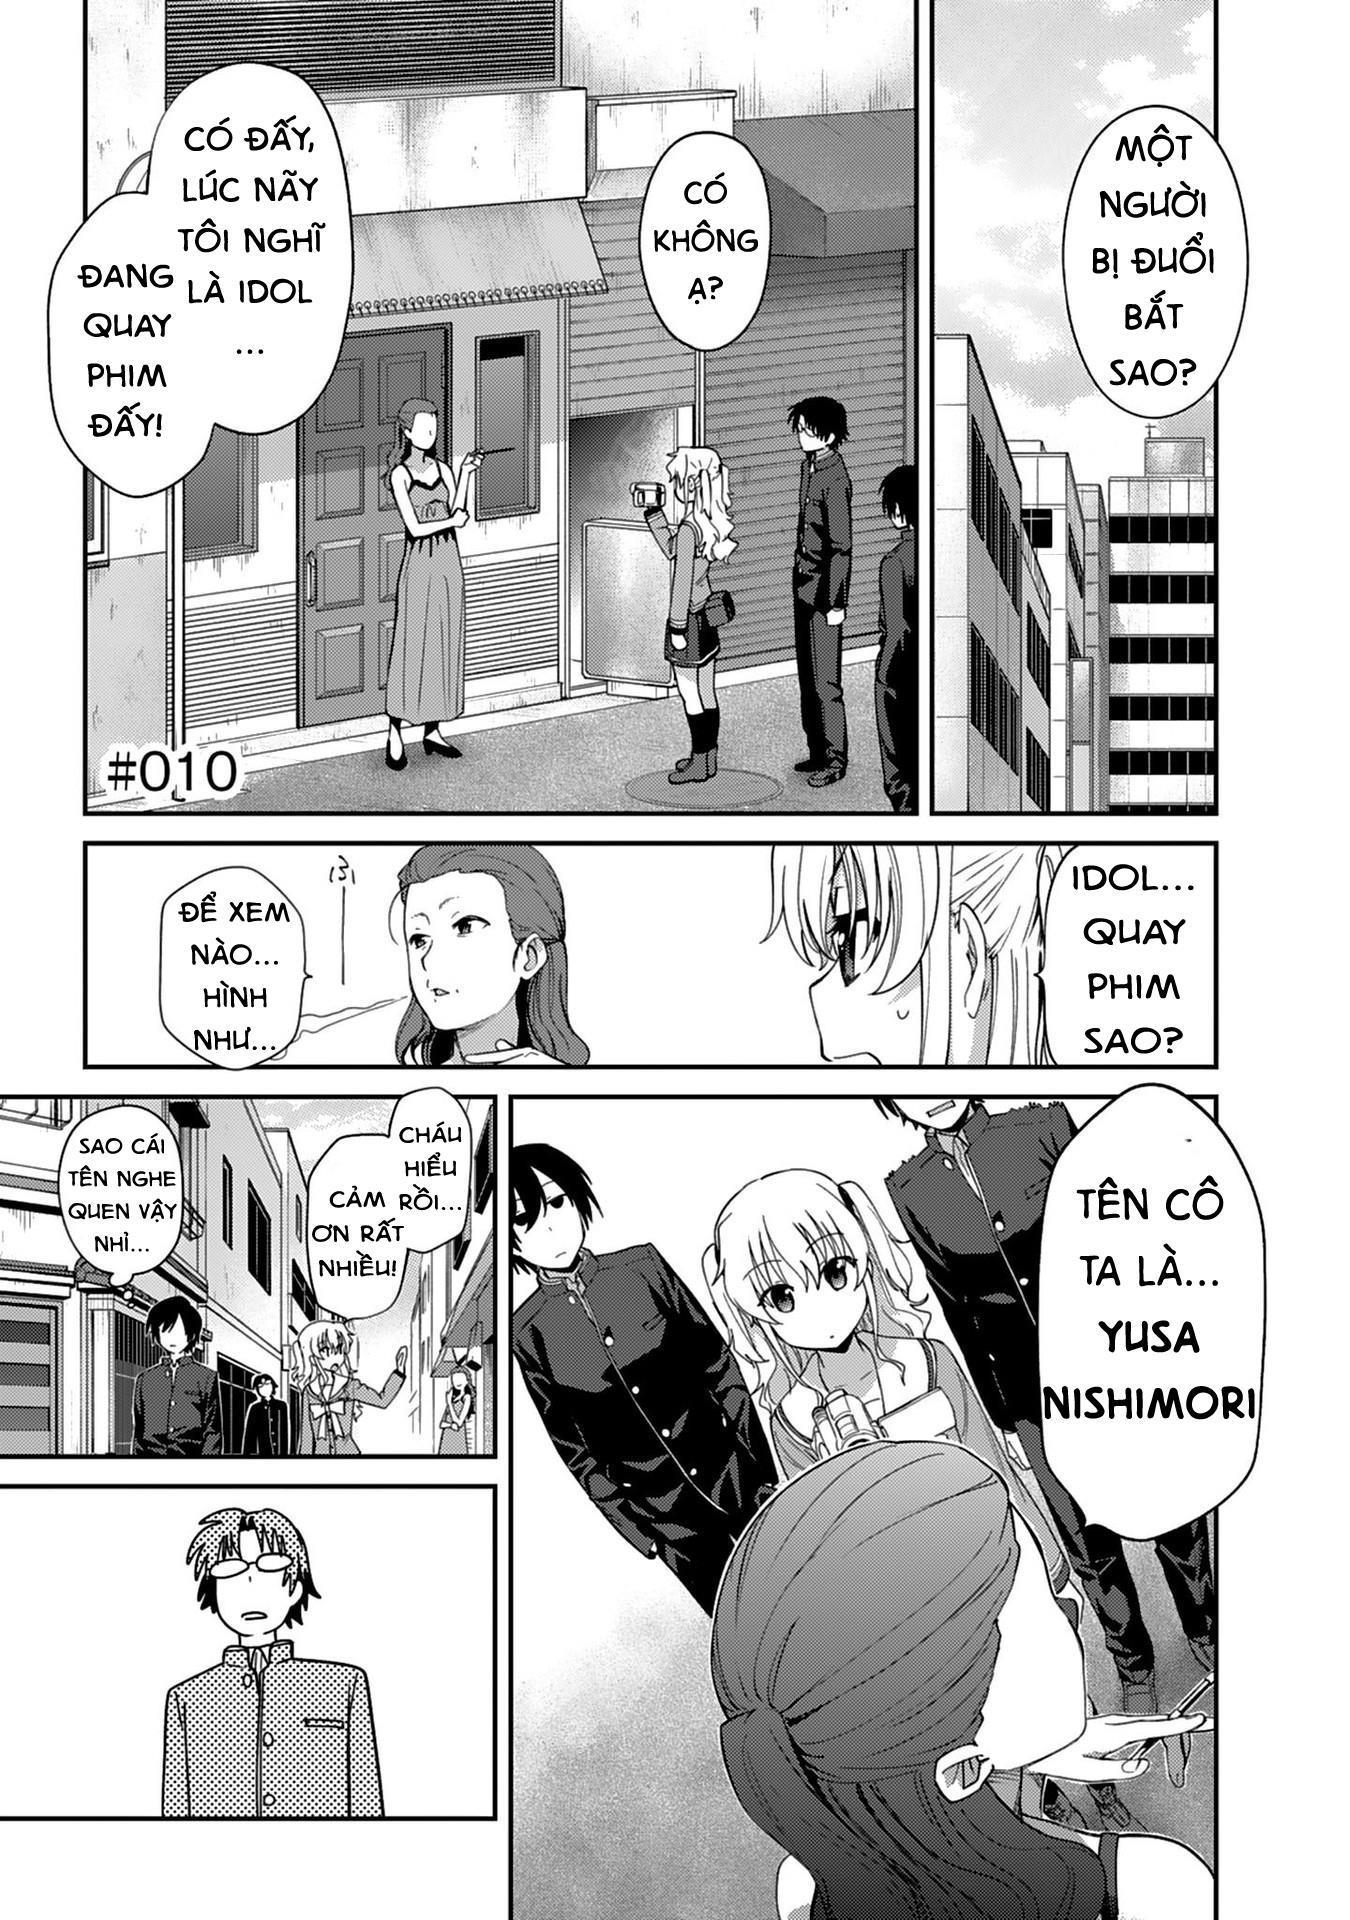 MỘT
NGƯỜI
BỊ ĐUỔI
BẮT
SAO?
CÓ
KHÔNG
Ạ?
CÓ ĐẤY,
LÚC NÃY
TÔI NGHĨ
LÀ IDOL
...
ĐANG
QUAY
PHIM
ĐẤY!
#010
IDOL...
QUAY
PHIM
SAO?
ĐỂ XEM
NÀO...
HÌNH
NHƯ...
TÊN CÔ
TA LÀ...
YUSA
NISHIMORI
CHÁU
HIỂU
RỒI...
CẢM
ƠN RẤT
NHIỀU!
SAO CÁI
TÊN NGHE
QUEN VẬY
NHỈ...